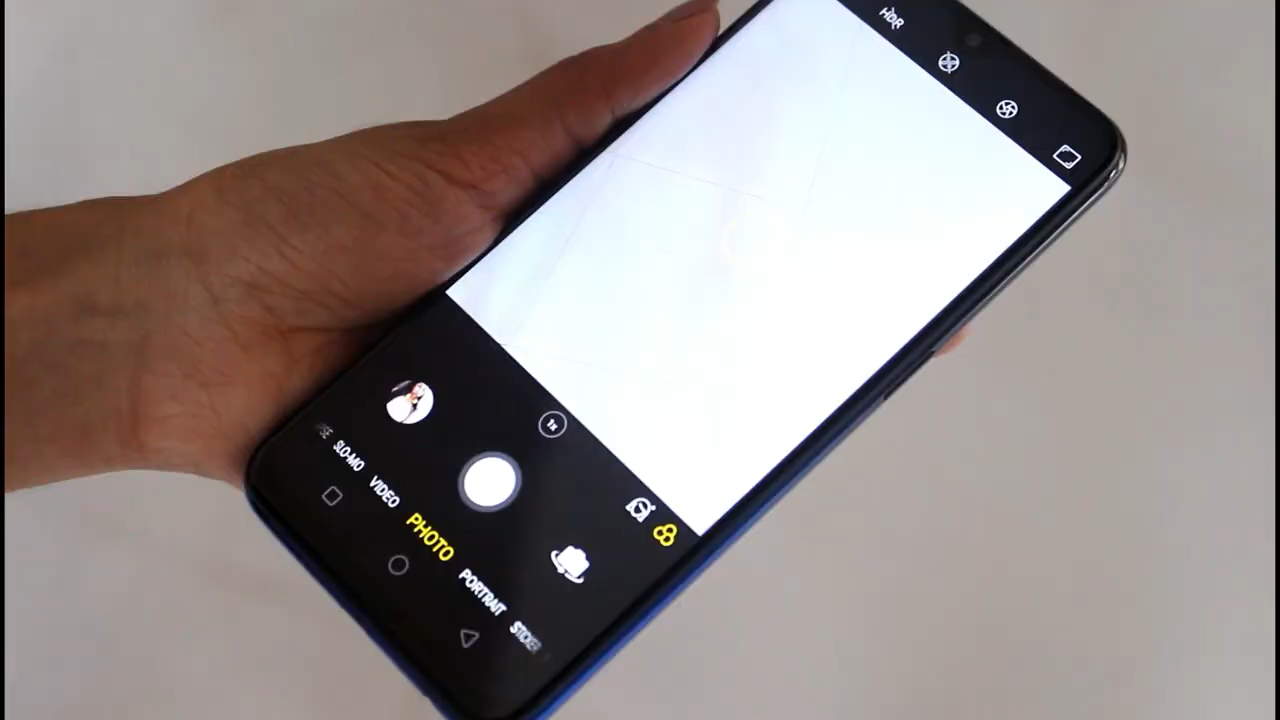 HDR
1x
SLO-MO
VIDEO
PHOTO
PORTRAIT
STICKER